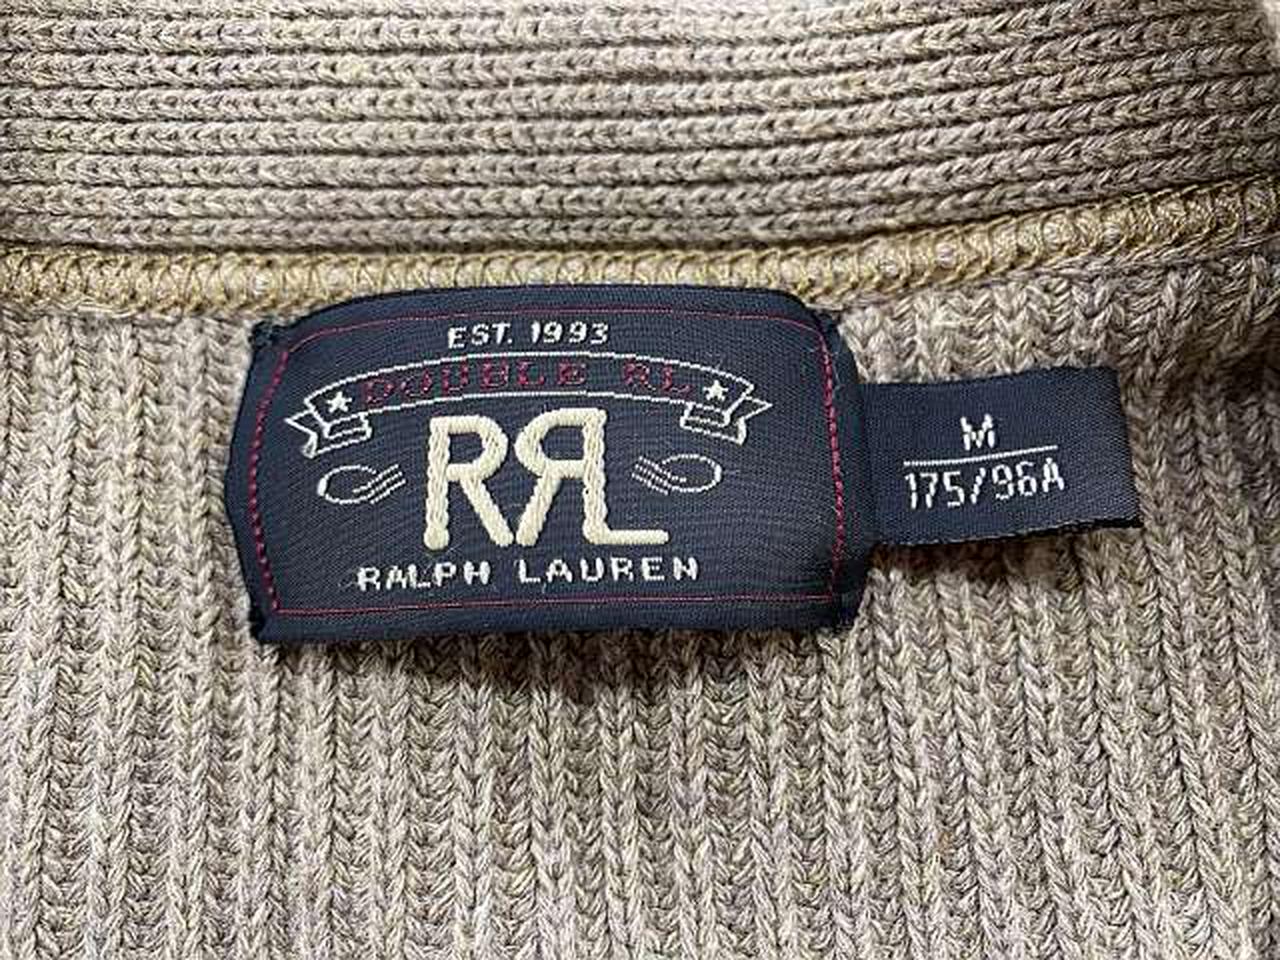 EST. 1993
DOUBLE RL
RRL
RALPH LAUREN
M
175/96A